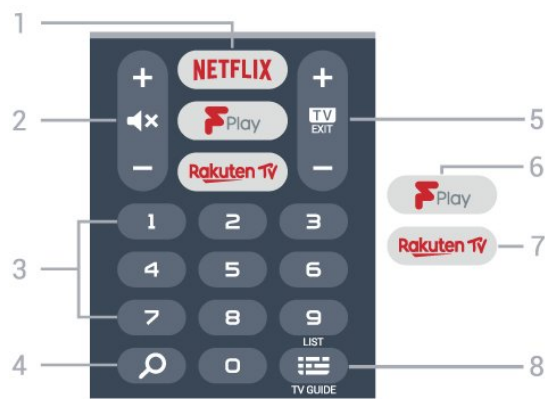 1
NETFLIX
+ +
2
Play
TV
EXIT
5
6
- -
Rakuten TV
Play
1 2 3
Rakuten TV
7
3
4 5 6
7 8 9
LIST
4
0
8
TV GUIDE